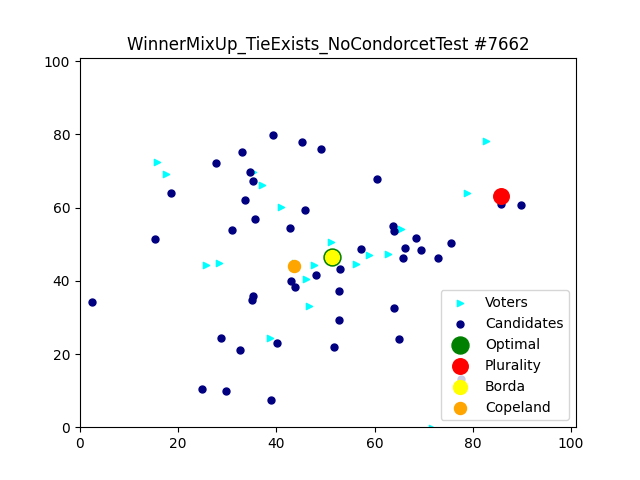 WinnerMixUp_TieExists_NoCondorcetTest #7662
100
80
60
40
20
0
0 20 40 60 80 100
Voters
Candidates
Optimal
Plurality
Borda
Copeland